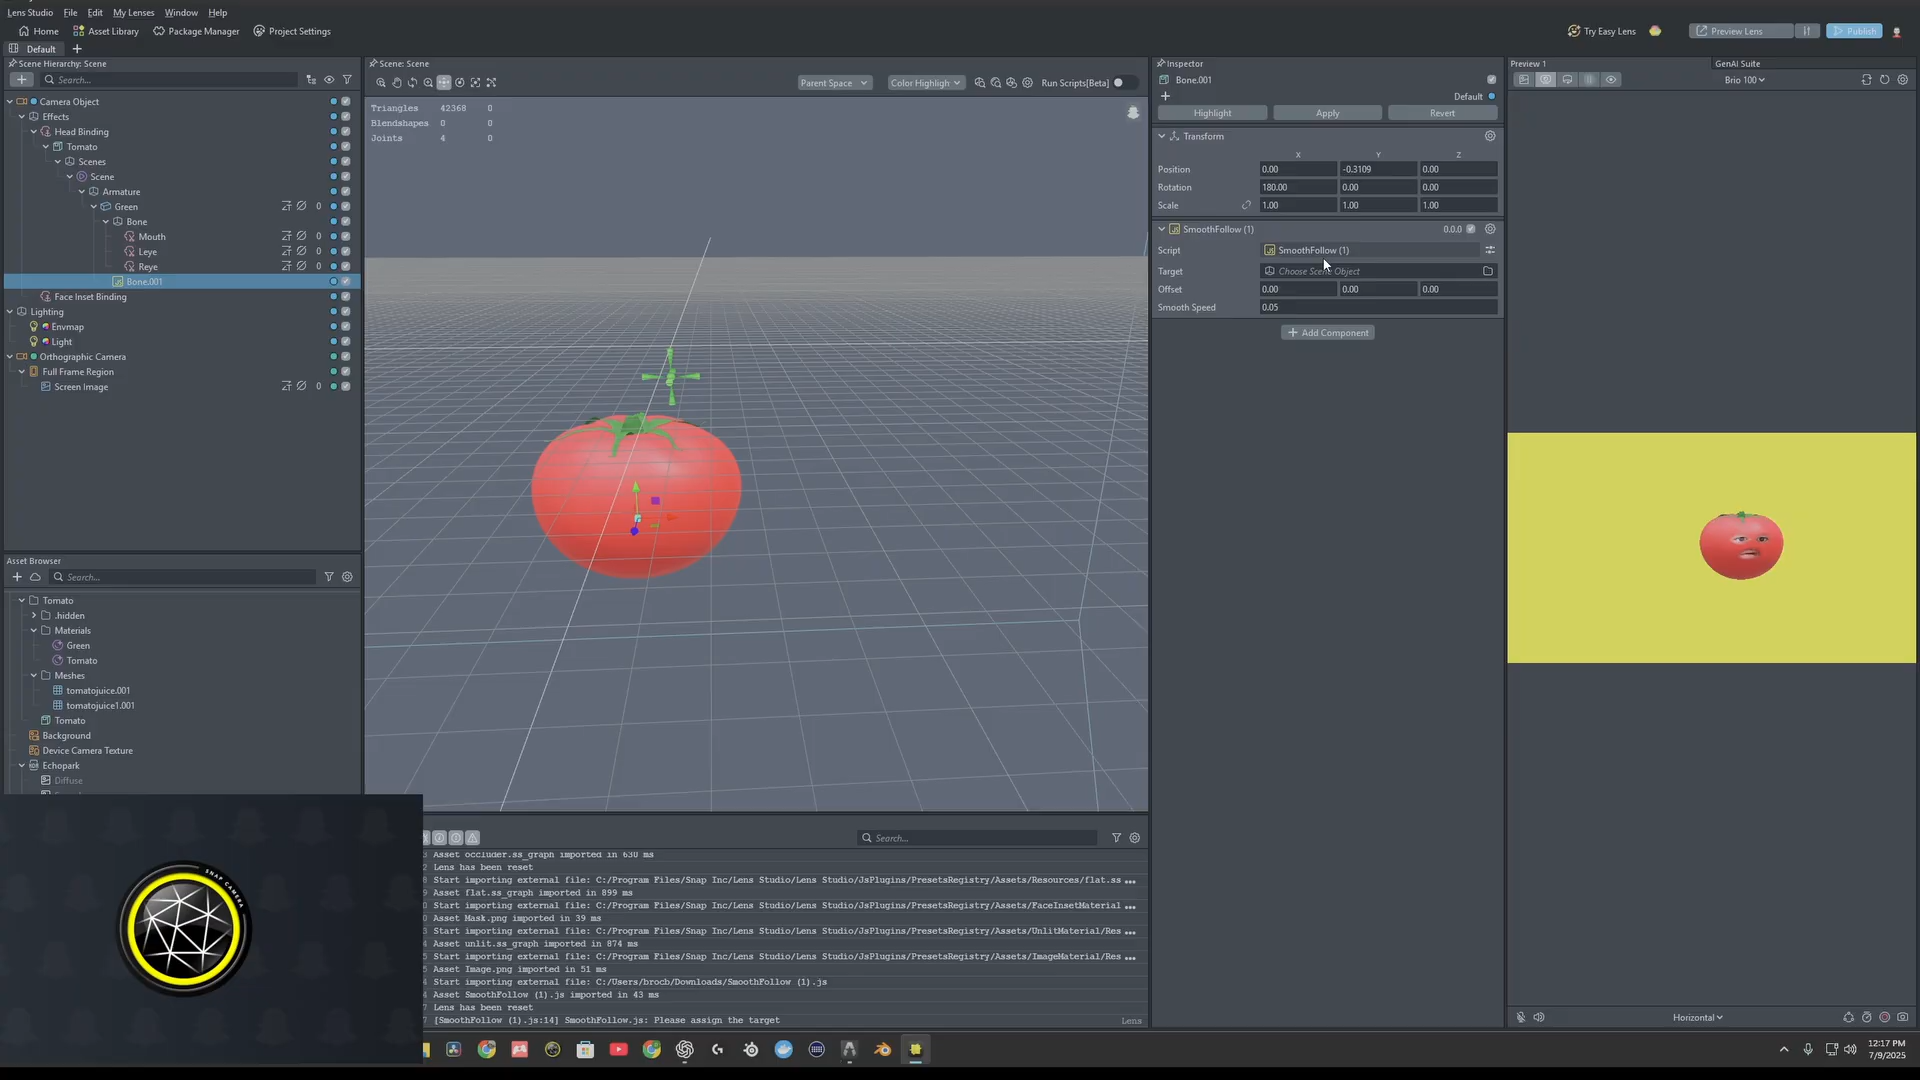 Lens Studio File Edit My Lenses Window Help
Home Asset Library Package Manager Project Settings
Try Easy Lens Preview Lens Publish
Default
Scene Hierarchy: Scene
Search...
Camera Object
Effects
Head Binding
Tomato
Scenes
Scene
Armature
Green 0
Bone
Mouth 0
Leye 0
Reye 0
Bone.001
Face Inset Binding
Lighting
Envmap
Light
Orthographic Camera
Full Frame Region
Screen Image 0
Asset Browser
Search...
Tomato
.hidden
Materials
Green
Tomato
Meshes
tomatojuice.001
tomatojuice1.001
Tomato
Background
Device Camera Texture
Echopark
Diffuse
SNAP CAMERA
Scene: Scene
Parent Space Color Highligh Run Scripts[Beta]
Triangles 42368 0
Blendshapes 0 0
Joints 4 0
Search...
Asset occluder.ss_graph imported in 630 ms
Lens has been reset
Start importing external file: C:/Program Files/Snap Inc/Lens Studio/Lens Studio/JsPlugins/PresetsRegistry/Assets/Resources/flat.ss ...
Asset flat.ss_graph imported in 899 ms
Start importing external file: C:/Program Files/Snap Inc/Lens Studio/Lens Studio/JsPlugins/PresetsRegistry/Assets/FaceInsetMaterial ...
Asset Mask.png imported in 39 ms
Start importing external file: C:/Program Files/Snap Inc/Lens Studio/Lens Studio/JsPlugins/PresetsRegistry/Assets/UnlitMaterial/Res ...
Asset unlit.ss_graph imported in 874 ms
Start importing external file: C:/Program Files/Snap Inc/Lens Studio/Lens Studio/JsPlugins/PresetsRegistry/Assets/ImageMaterial/Res ...
Asset Image.png imported in 51 ms
Start importing external file: C:/Users/brocb/Downloads/SmoothFollow (1).js
Asset SmoothFollow (1).js imported in 43 ms
Lens has been reset
[SmoothFollow (1).js:14] SmoothFollow.js: Please assign the target Lens
Inspector
Bone.001
Default
Highlight Apply Revert
Transform
X Y Z
Position 0.00 -0.3109 0.00
Rotation 180.00 0.00 0.00
Scale 1.00 1.00 1.00
SmoothFollow (1) 0.0.0
Script SmoothFollow (1)
Target Choose Scene Object
Offset 0.00 0.00 0.00
Smooth Speed 0.05
+ Add Component
Preview 1 GenAI Suite
Brio 100
Horizontal
12:17 PM
7/9/2025